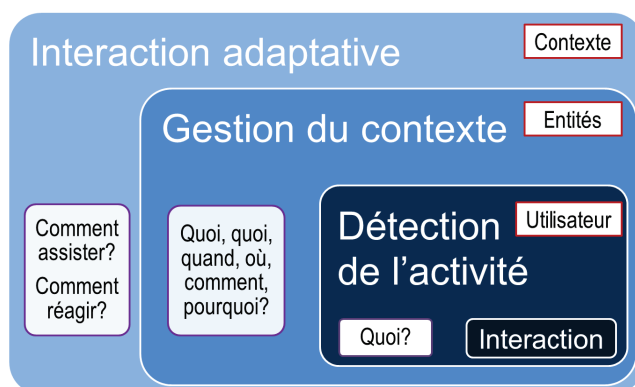 Interaction adaptative
Contexte
Gestion du contexte
Entités
Comment
assister?
Comment
réagir?
Quoi, quoi,
quand, où,
comment,
pourquoi?
Détection
de l'activité
Utilisateur
Quoi?
Interaction